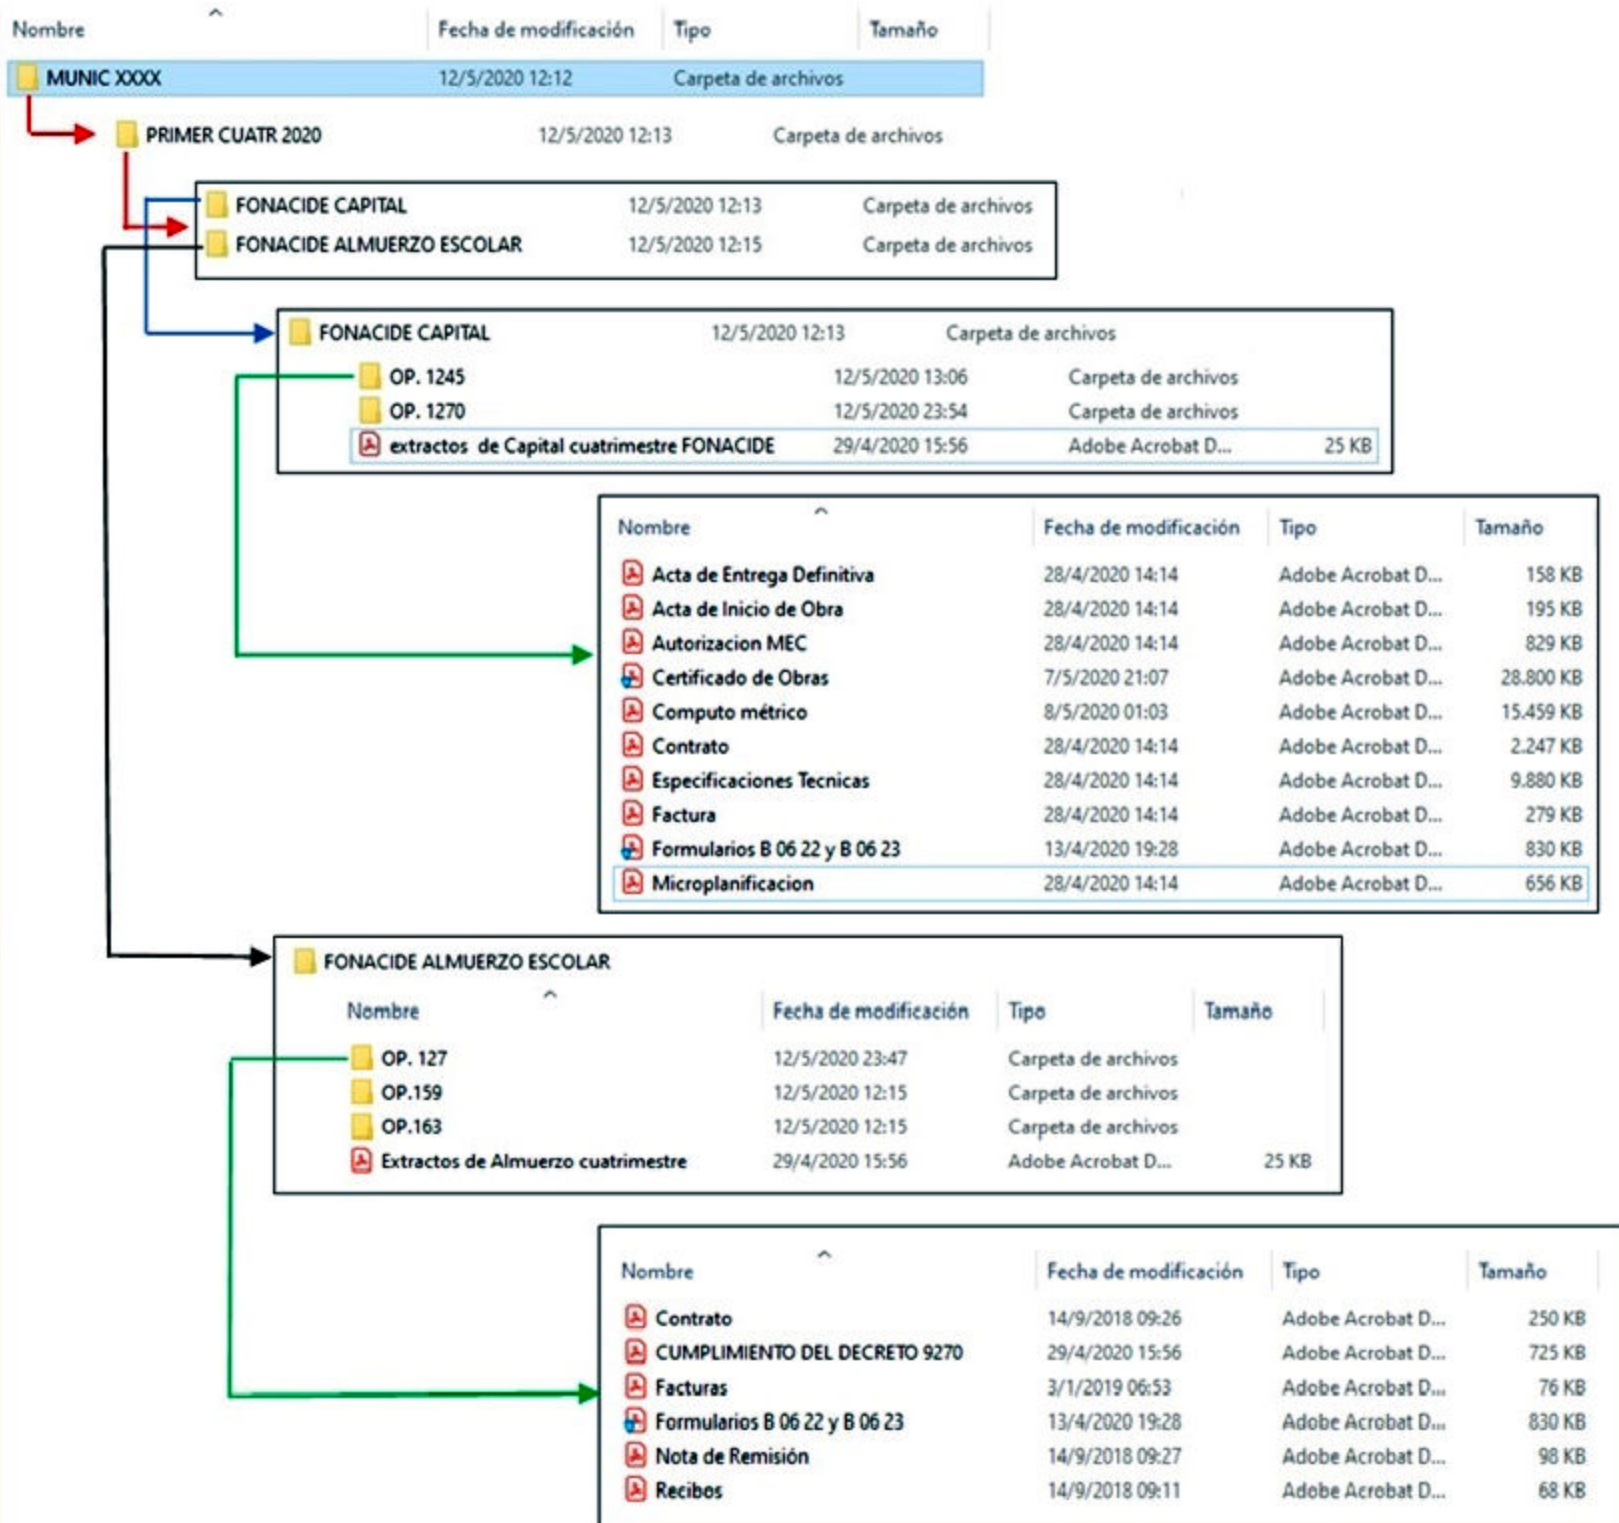 Nombre Fecha de modificación Tipo Tamaño
MUNIC XXXX 12/5/2020 12:12 Carpeta de archivos
PRIMER CUATR 2020 12/5/2020 12:13 Carpeta de archivos
FONACIDE CAPITAL 12/5/2020 12:13 Carpeta de archivos
FONACIDE ALMUERZO ESCOLAR 12/5/2020 12:15 Carpeta de archivos
FONACIDE CAPITAL 12/5/2020 12:13 Carpeta de archivos
OP. 1245 12/5/2020 13:06 Carpeta de archivos
OP. 1270 12/5/2020 23:54 Carpeta de archivos
extractos de Capital cuatrimestre FONACIDE 29/4/2020 15:56 Adobe Acrobat D... 25 KB
Nombre Fecha de modificación Tipo Tamaño
Acta de Entrega Definitiva 28/4/2020 14:14 Adobe Acrobat D... 158 KB
Acta de Inicio de Obra 28/4/2020 14:14 Adobe Acrobat D... 195 KB
Autorizacion MEC 28/4/2020 14:14 Adobe Acrobat D... 829 KB
Certificado de Obras 7/5/2020 21:07 Adobe Acrobat D... 28.800 KB
Computo métrico 8/5/2020 01:03 Adobe Acrobat D... 15.459 KB
Contrato 28/4/2020 14:14 Adobe Acrobat D... 2.247 KB
Especificaciones Tecnicas 28/4/2020 14:14 Adobe Acrobat D... 9.880 KB
Factura 28/4/2020 14:14 Adobe Acrobat D... 279 KB
Formularios B 06 22 y B 06 23 13/4/2020 19:28 Adobe Acrobat D... 830 KB
Microplanificacion 28/4/2020 14:14 Adobe Acrobat D... 656 KB
FONACIDE ALMUERZO ESCOLAR
Nombre Fecha de modificación Tipo Tamaño
OP. 127 12/5/2020 23:47 Carpeta de archivos
OP.159 12/5/2020 12:15 Carpeta de archivos
OP.163 12/5/2020 12:15 Carpeta de archivos
Extractos de Almuerzo cuatrimestre 29/4/2020 15:56 Adobe Acrobat D... 25 KB
Nombre Fecha de modificación Tipo Tamaño
Contrato 14/9/2018 09:26 Adobe Acrobat D... 250 KB
CUMPLIMIENTO DEL DECRETO 9270 29/4/2020 15:56 Adobe Acrobat D... 725 KB
Facturas 3/1/2019 06:53 Adobe Acrobat D... 76 KB
Formularios B 06 22 y B 06 23 13/4/2020 19:28 Adobe Acrobat D... 830 KB
Nota de Remisión 14/9/2018 09:27 Adobe Acrobat D... 98 KB
Recibos 14/9/2018 09:11 Adobe Acrobat D... 68 KB